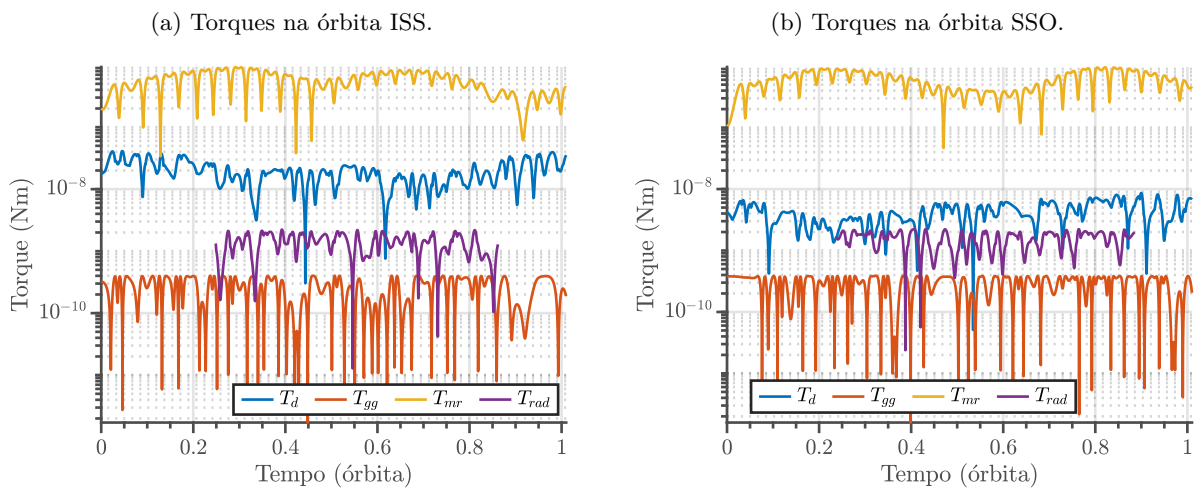 (a) Torques na órbita ISS.
Torque (Nm)
10⁻⁸
10⁻¹⁰
T_d T_gg T_mr T_rad
0 0.2 0.4 0.6 0.8 1
Tempo (órbita)
(b) Torques na órbita SSO.
Torque (Nm)
10⁻⁸
10⁻¹⁰
T_d T_gg T_mr T_rad
0 0.2 0.4 0.6 0.8 1
Tempo (órbita)